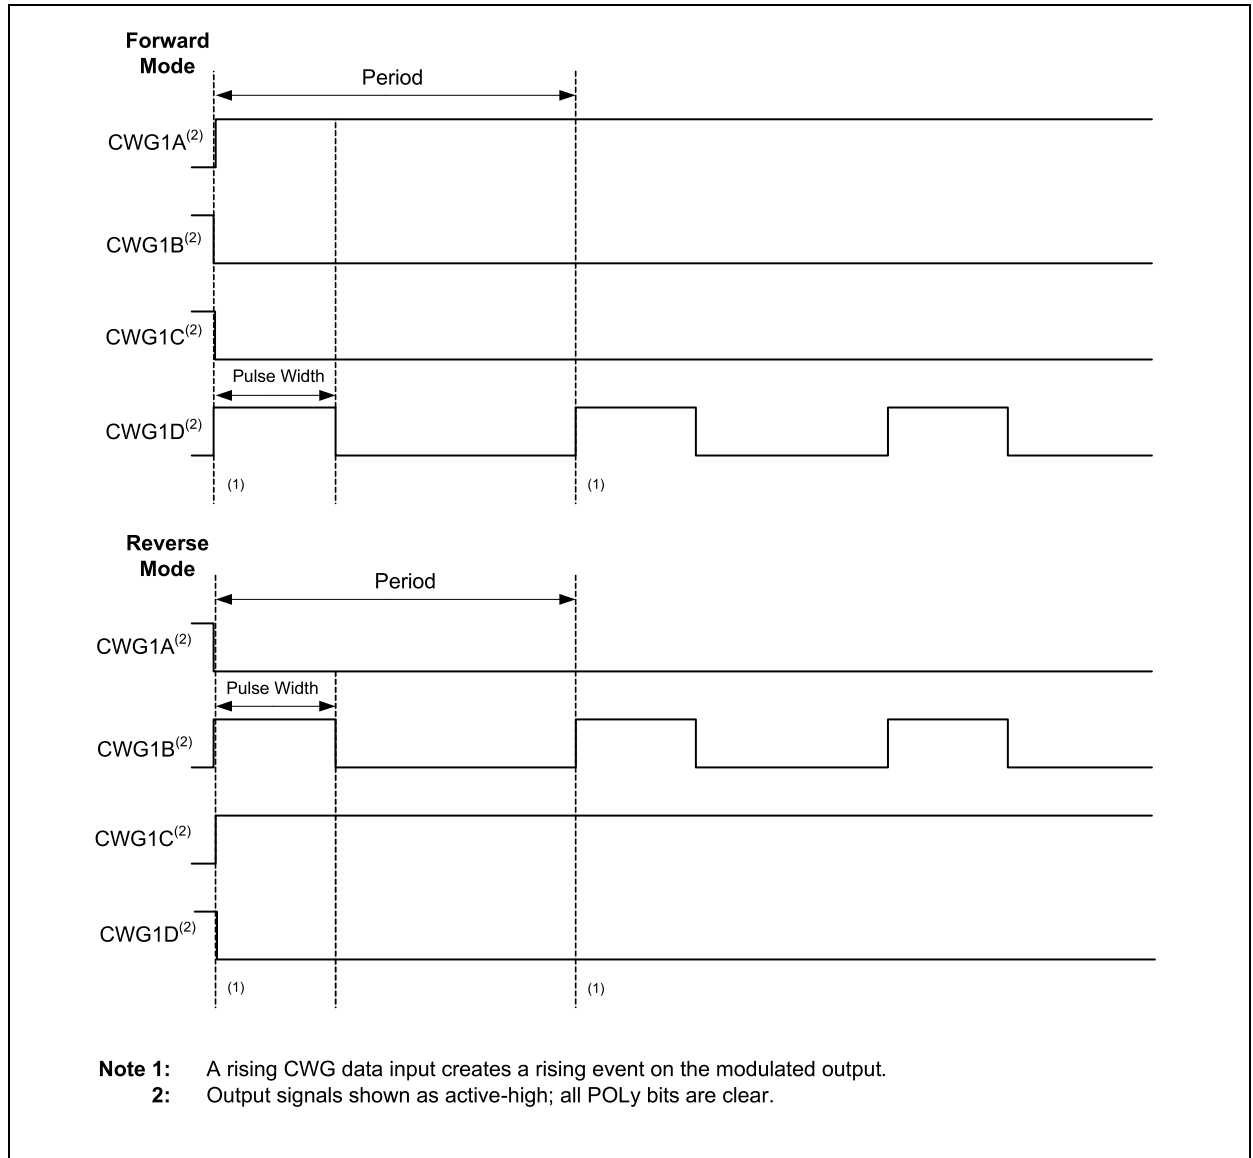 Forward
Mode
Period
CWG1A(2)
CWG1B(2)
CWG1C(2)
Pulse Width
CWG1D(2)
(1)
(1)
Reverse
Mode
Period
CWG1A(2)
Pulse Width
CWG1B(2)
CWG1C(2)
CWG1D(2)
(1)
(1)
Note 1: A rising CWG data input creates a rising event on the modulated output.
2: Output signals shown as active-high; all POLy bits are clear.